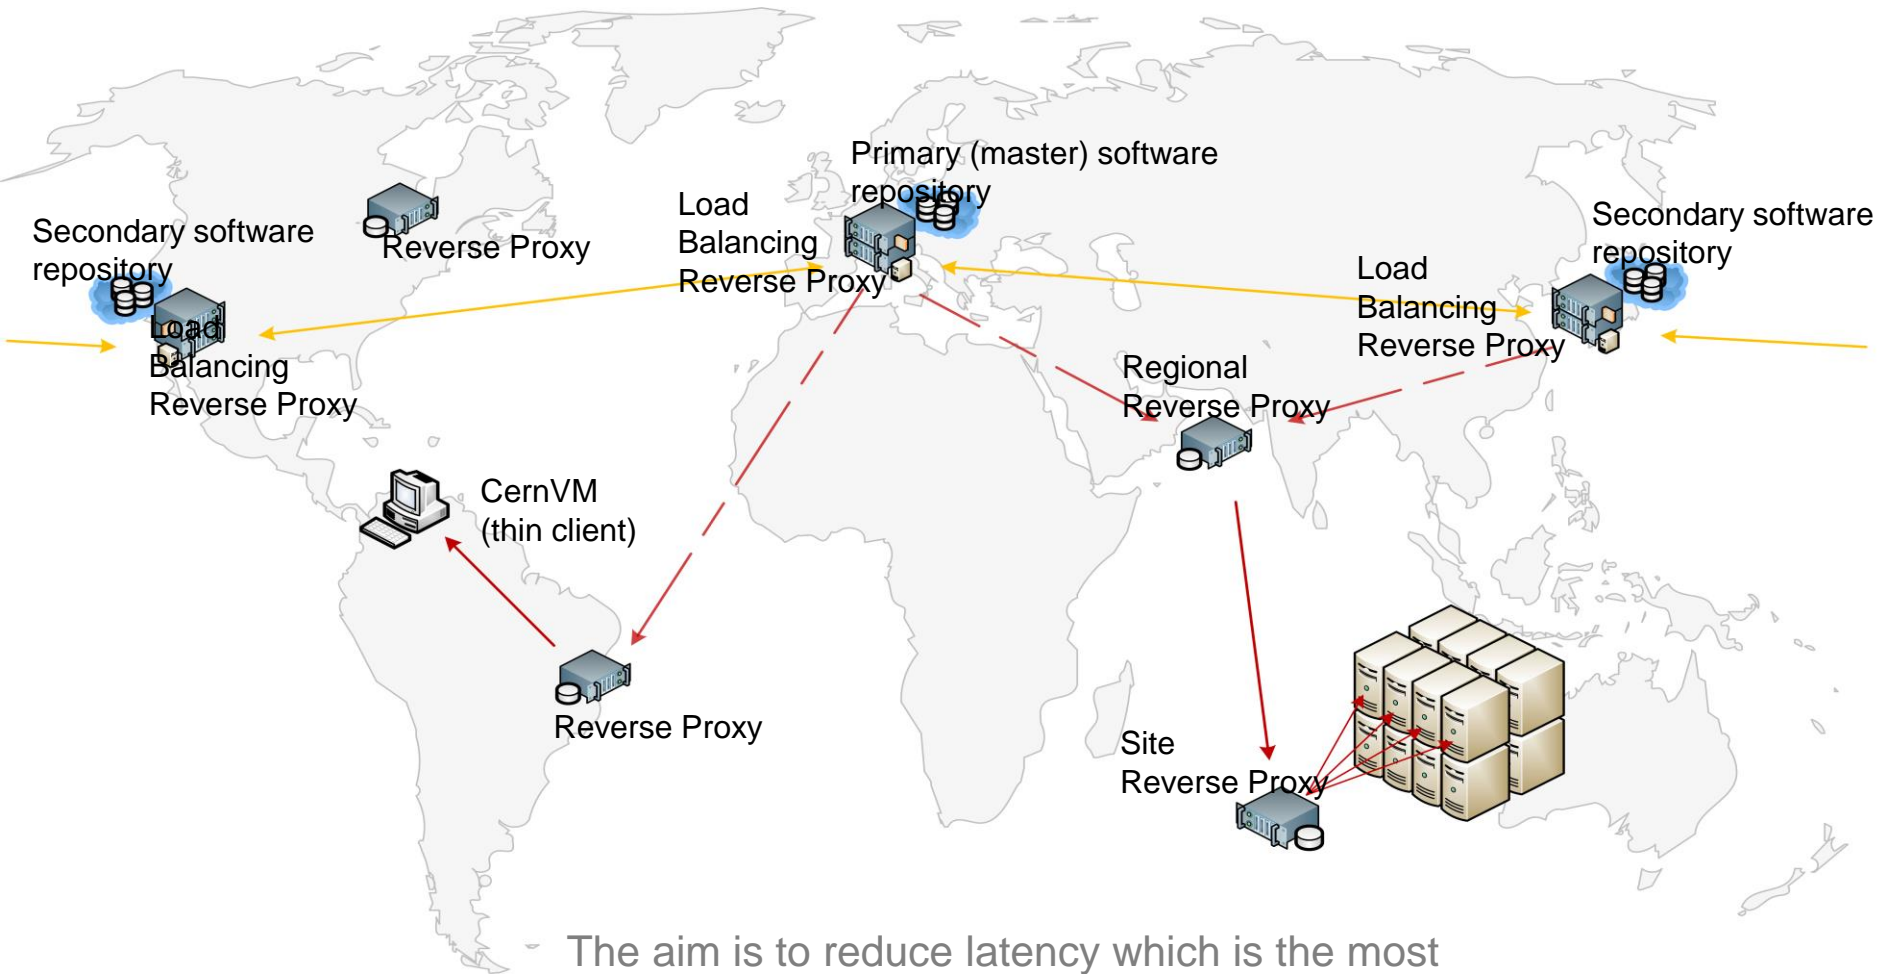 Primary (master) software
repository
Load
Balancing
Reverse Proxy
Secondary software
repository
Reverse Proxy
Load
Balancing
Reverse Proxy
Secondary software
repository
Load
Balancing
Reverse Proxy
Regional
Reverse Proxy
CernVM
(thin client)
Reverse Proxy
Site
Reverse Proxy
The aim is to reduce latency which is the most